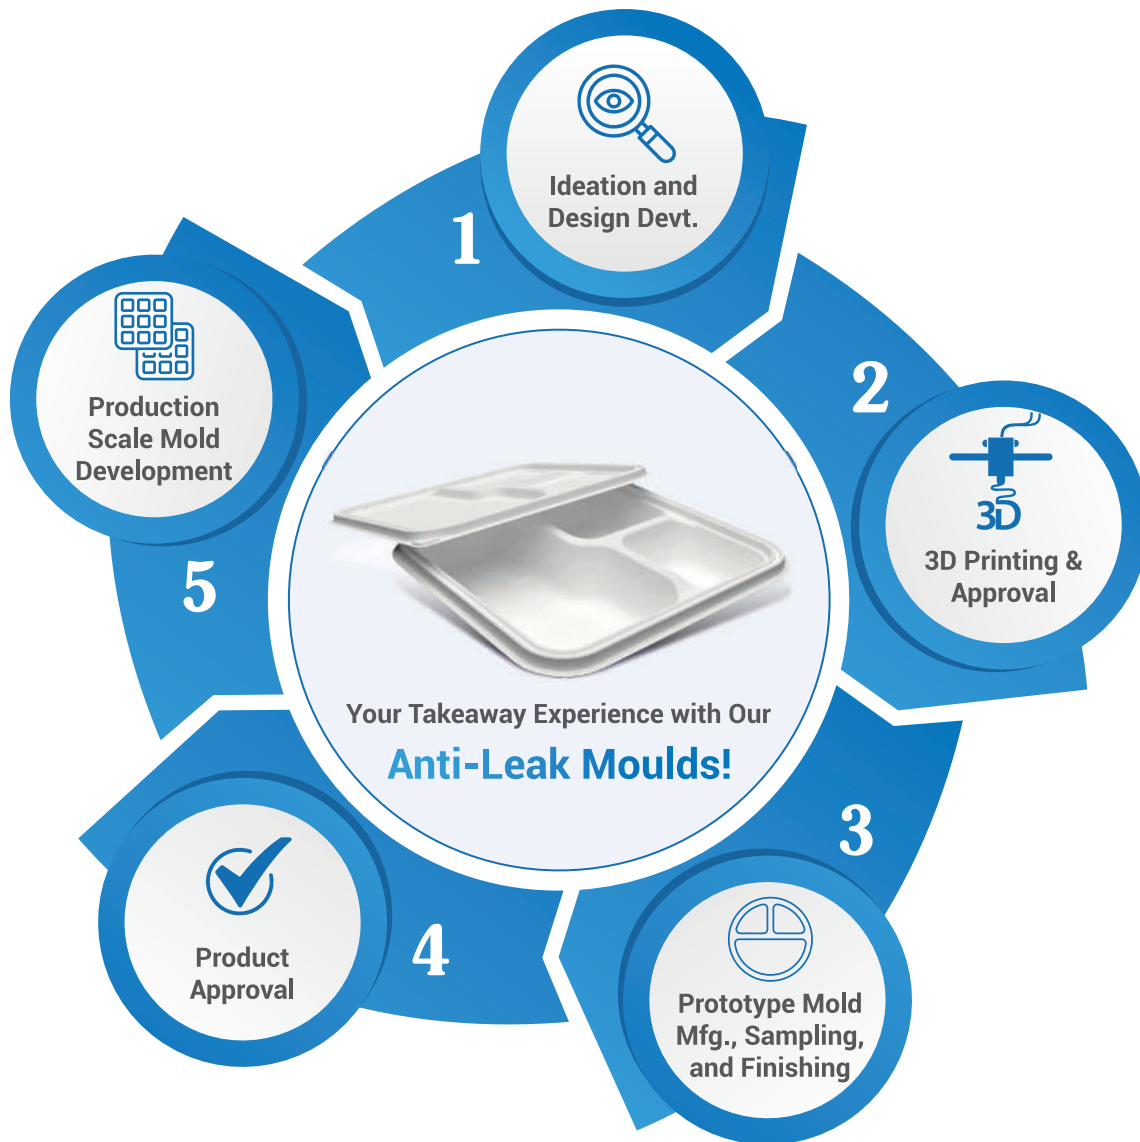 1
Ideation and
Design Devt.
2
3D
3D Printing &
Approval
3
Prototype Mold
Mfg., Sampling,
and Finishing
4
Product
Approval
5
Production
Scale Mold
Development
Your Takeaway Experience with Our
Anti-Leak Moulds!